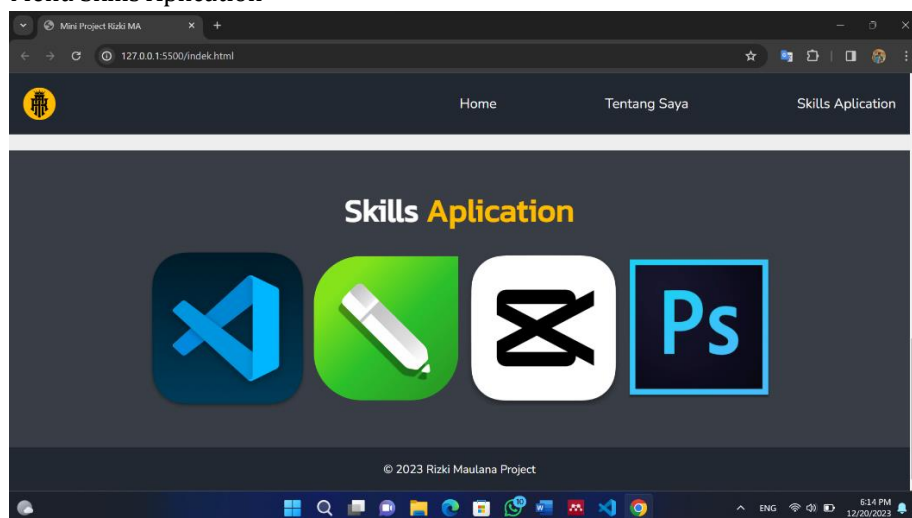 Mini Project Rizki MA
127.0.0.1:5500/indek.html
Home Tentang Saya Skills Aplication
Skills Aplication
Ps
© 2023 Rizki Maulana Project
10
ENG
6:14 PM
12/20/2023